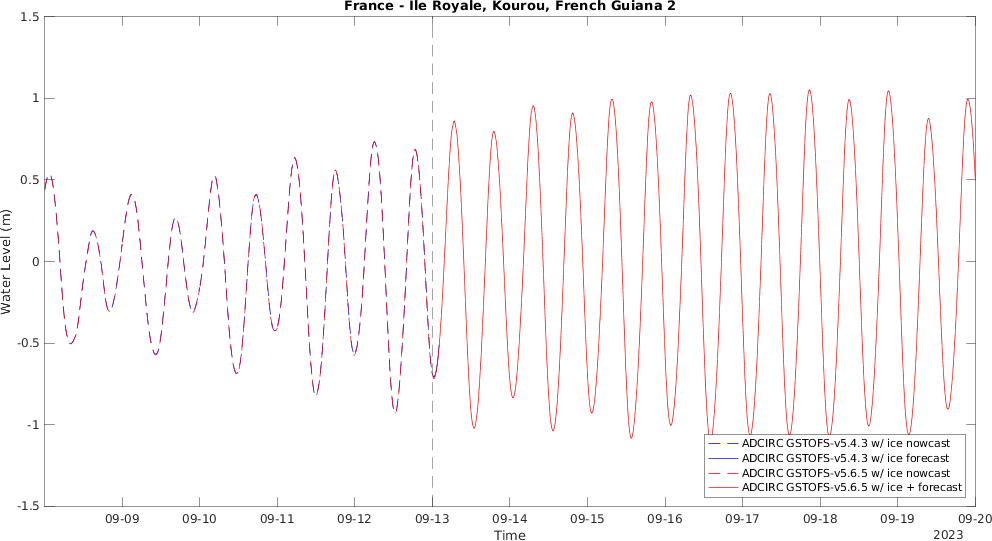 France - Ile Royale, Kourou, French Guiana 2
1.5
1
0.5
0
-0.5
-1
-1.5
Water Level (m)
ADCIRC GSTOFS-v5.4.3 w/ ice nowcast
ADCIRC GSTOFS-v5.4.3 w/ ice forecast
ADCIRC GSTOFS-v5.6.5 w/ ice nowcast
ADCIRC GSTOFS-v5.6.5 w/ ice + forecast
09-09 09-10 09-11 09-12 09-13 09-14 09-15 09-16 09-17 09-18 09-19 09-20
Time
2023